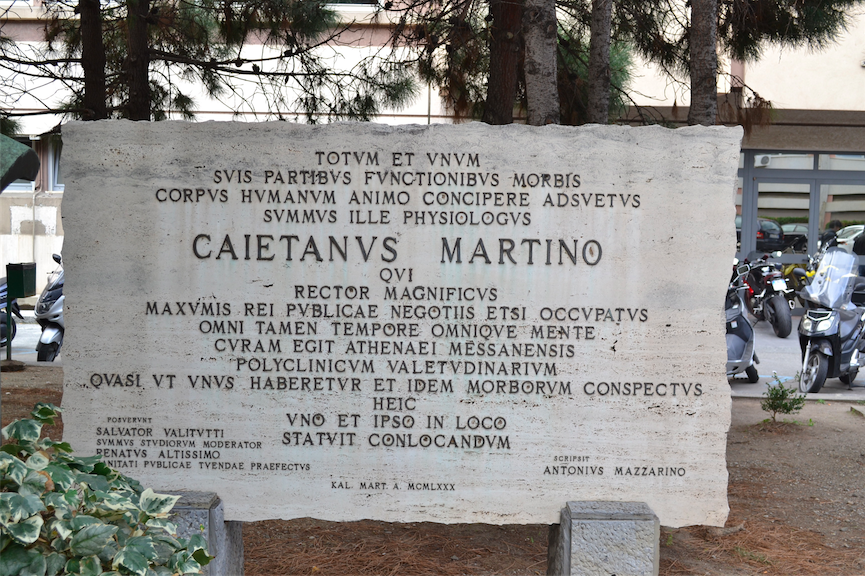 TOTVM ET VNVM
SVIS PARTIBVS FVNCTIONIBVS MORBIS
CORPVS HVMANVM ANIMO CONCIPERE ADSVETVS
SVMMVS ILLE PHYSIOLOGVS
CAIETANVS MARTINO
QVI
RECTOR MAGNIFICVS
MAXVMIS REI PVBLICAE NEGOTIIS ETSI OCCVPATVS
OMNI TAMEN TEMPORE OMNIQVE MENTE
CVRAM EGIT ATHENAEI MESSANENSIS
POLYCLINICVM VALETVDINARIVM
QVASI VT VNVS HABERETVR ET IDEM MORBORVM CONSPECTVS
HEIC
VNO ET IPSO IN LOCO
STATVIT CONLOCANDVM
POSVERVNT
SALVATOR VALITVTTI
SVMMVS STVDIORVM MODERATOR
RENATVS ALTISSIMO
SANITATI PVBLICAE TVENDAE PRAEFECTVS
SCRIPSIT
ANTONIVS MAZZARINO
KAL. MART. A. MCMLXXX